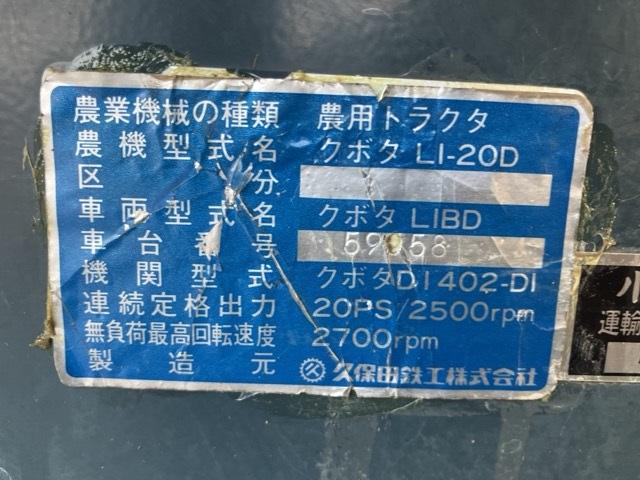 農業機械の種類 農用トラクタ
農機型式名 クボタ L1-20D
区分
車両型式名 クボタ L1BD
車台番号 59958
機関型式 クボタD1402-D1
連続定格出力 20PS/2500rpm
無負荷最高回転速度 2700rpm
製造元 久保田鉄工株式会社
小
運輸